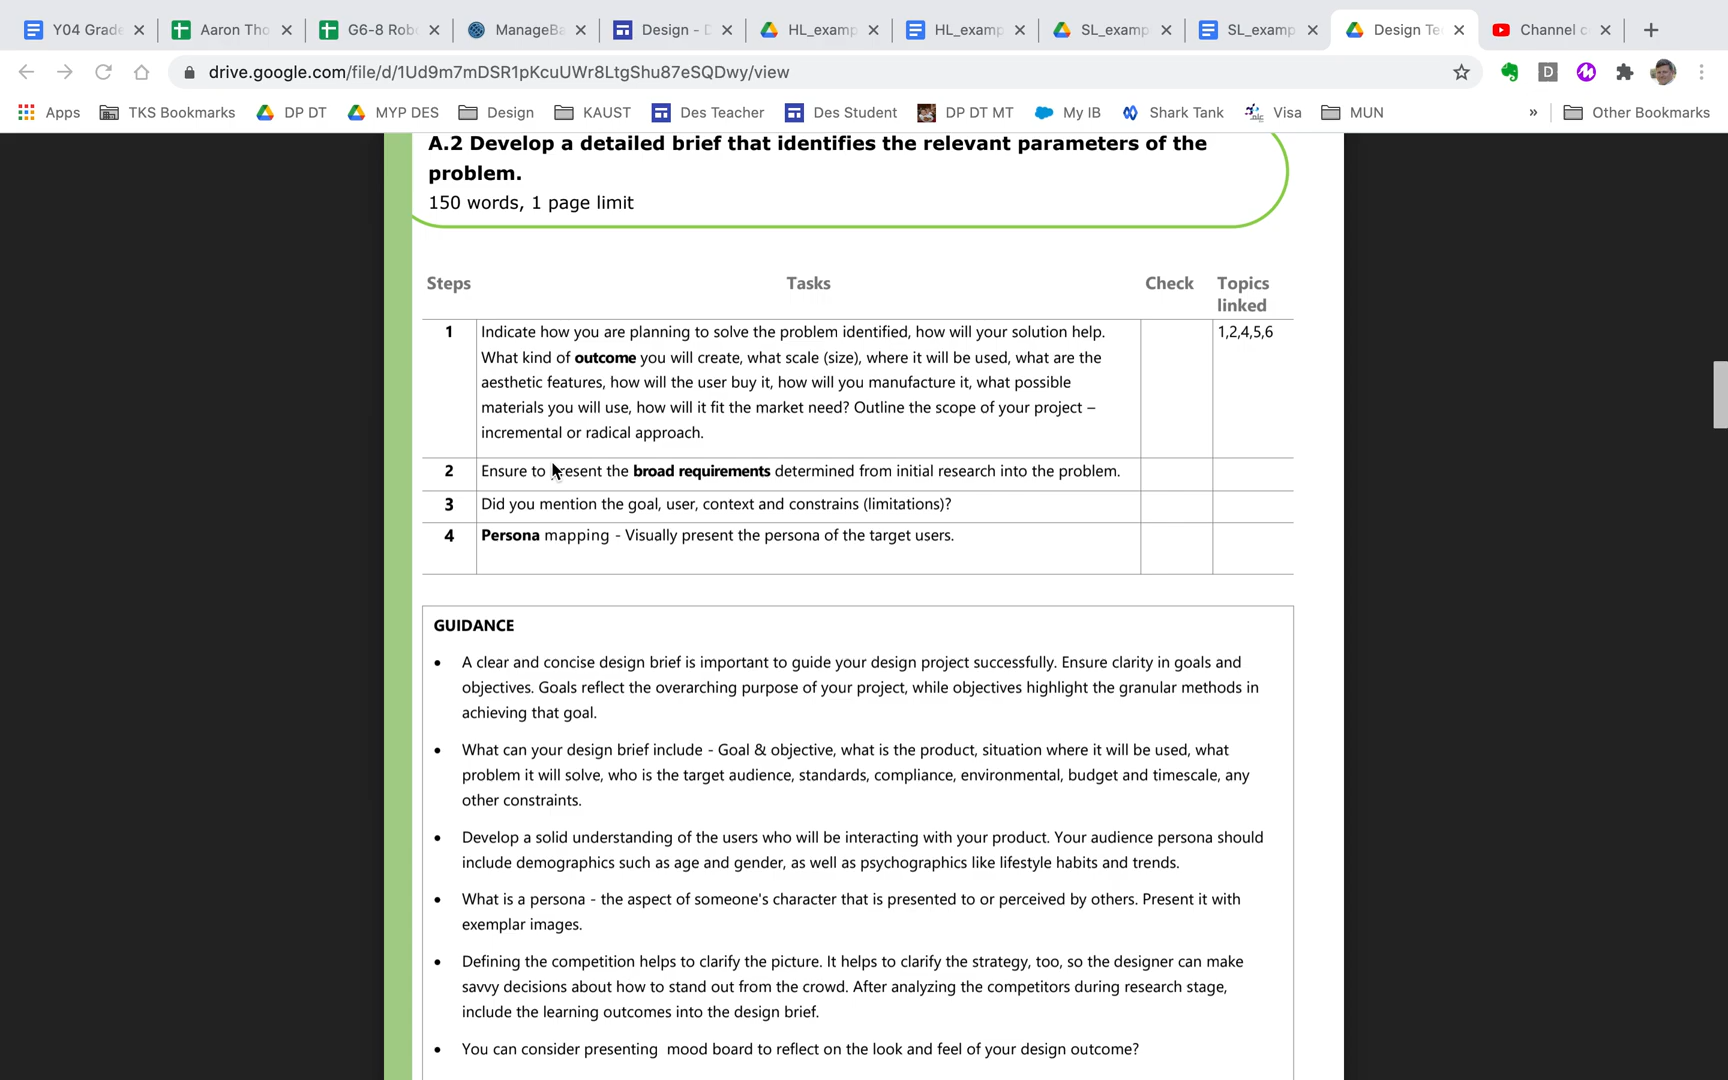 Y04 Grade
Aaron Tho
G6-8 Rob
ManageBa
Design - D
HL_examp
HL_examp
SL_examp
SL_examp
Design Te
Channel c
drive.google.com/file/d/1Ud9m7mDSR1pKcuUWr8LtgShu87eSQDwy/view
Apps
TKS Bookmarks
DP DT
MYP DES
Design
KAUST
Des Teacher
Des Student
DP DT MT
My IB
Shark Tank
Visa
MUN
»
Other Bookmarks
A.2 Develop a detailed brief that identifies the relevant parameters of the
problem.
150 words, 1 page limit
Steps Tasks Check Topics
linked
1 Indicate how you are planning to solve the problem identified, how will your solution help. 1,2,4,5,6
What kind of outcome you will create, what scale (size), where it will be used, what are the
aesthetic features, how will the user buy it, how will you manufacture it, what possible
materials you will use, how will it fit the market need? Outline the scope of your project –
incremental or radical approach.
2 Ensure to present the broad requirements determined from initial research into the problem.
3 Did you mention the goal, user, context and constrains (limitations)?
4 Persona mapping - Visually present the persona of the target users.
GUIDANCE
• A clear and concise design brief is important to guide your design project successfully. Ensure clarity in goals and
objectives. Goals reflect the overarching purpose of your project, while objectives highlight the granular methods in
achieving that goal.
• What can your design brief include - Goal & objective, what is the product, situation where it will be used, what
problem it will solve, who is the target audience, standards, compliance, environmental, budget and timescale, any
other constraints.
• Develop a solid understanding of the users who will be interacting with your product. Your audience persona should
include demographics such as age and gender, as well as psychographics like lifestyle habits and trends.
• What is a persona - the aspect of someone's character that is presented to or perceived by others. Present it with
exemplar images.
• Defining the competition helps to clarify the picture. It helps to clarify the strategy, too, so the designer can make
savvy decisions about how to stand out from the crowd. After analyzing the competitors during research stage,
include the learning outcomes into the design brief.
• You can consider presenting mood board to reflect on the look and feel of your design outcome?